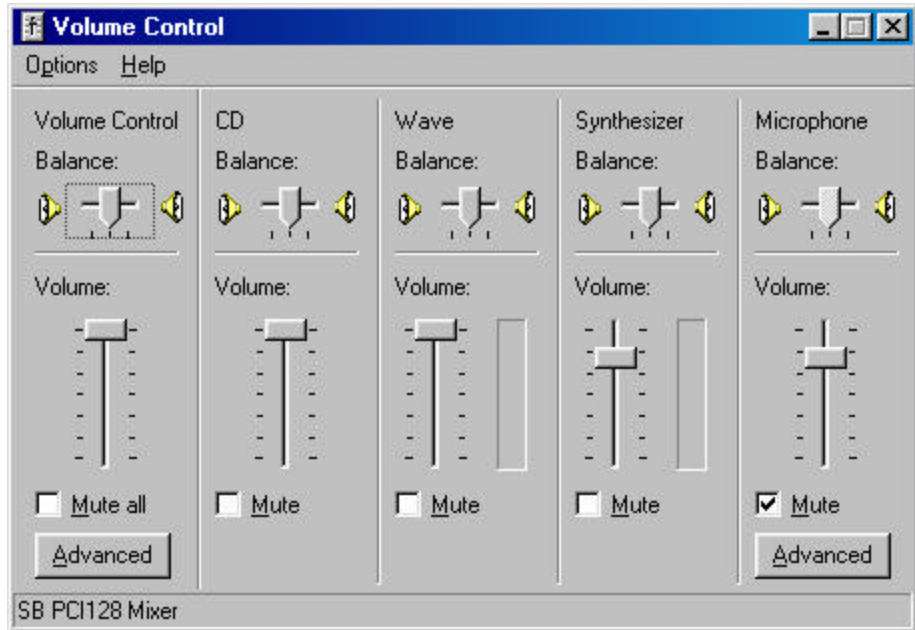 Volume Control
Options Help
Volume Control CD Wave Synthesizer Microphone
Balance: Balance: Balance: Balance: Balance:
Volume: Volume: Volume: Volume: Volume:
Mute all Mute Mute Mute Mute
Advanced Advanced
SB PCI128 Mixer